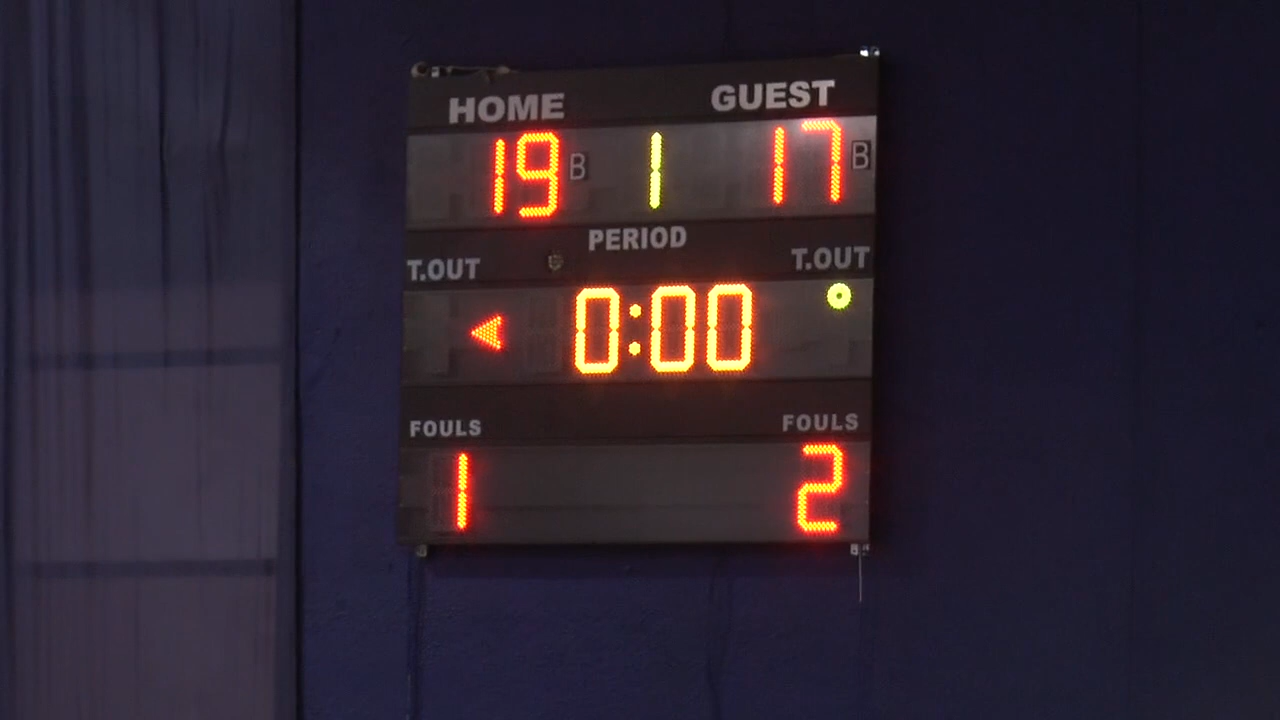 HOME GUEST
19 B 1 17 B
PERIOD
T.OUT T.OUT
0:00
FOULS FOULS
1 2